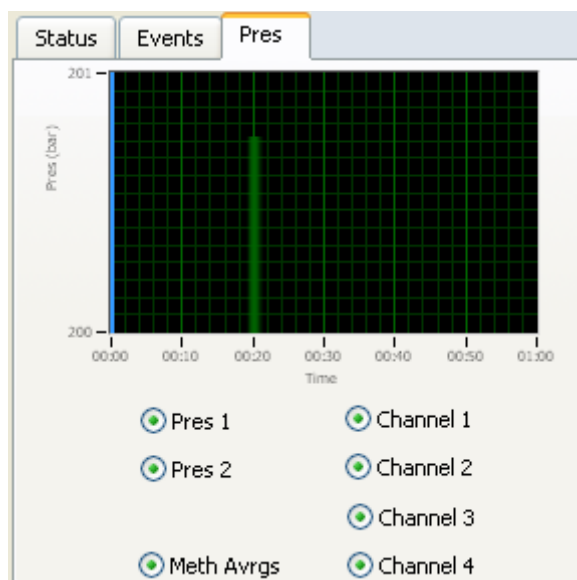 Status Events Pres
201
Pres (bar)
200
00:00 00:10 00:20 00:30 00:40 00:50 01:00
Time
Pres 1 Channel 1
Pres 2 Channel 2
Channel 3
Meth Avrgs Channel 4